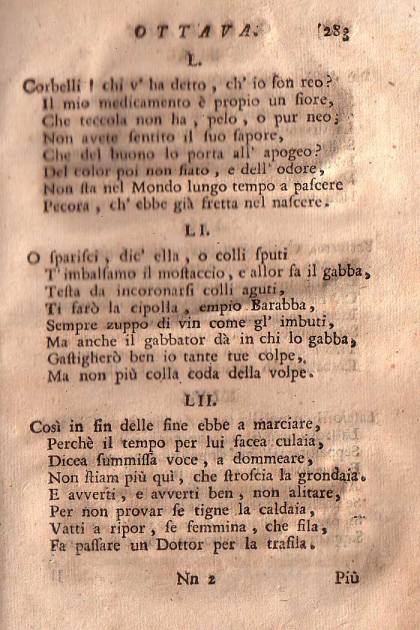 OTTAVA. 283
L.
Corbelli ! chi v' ha detto, ch' io ſon reo?
Il mio medicamento è propio un fiore,
Che teccola non ha, pelo, o pur neo;
Non avete ſentito il ſuo ſapore,
Che del buono lo porta all' apogeo?
Del color poi non fiato, e dell' odore,
Non ſta nel Mondo lungo tempo a paſcere
Pecora, ch' ebbe già fretta nel naſcere.
LI.
O ſpariſci, dic' ella, o colli ſputi
T' imbalſamo il moſtaccio, e allor fa il gabba,
Teſta da incoronarſi colli aguti,
Ti farò la cipolla, empio Barabba,
Sempre zuppo di vin come gl' imbuti,
Ma anche il gabbator dà in chi lo gabba,
Gaſtigherò ben io tante tue colpe,
Ma non più colla coda della volpe.
LII.
Così in fin delle fine ebbe a marciare,
Perchè il tempo per lui facea culaia,
Dicea ſummiſſa voce, a dommeare,
Non ſtiam più quì, che ſtroſcia la grondaia.
E avverti, e avverti ben, non alitare,
Per non provar ſe tigne la caldaia,
Vatti a ripor, ſe femmina, che fila,
Fa paſſare un Dottor per la trafila.
Nn 2 Più